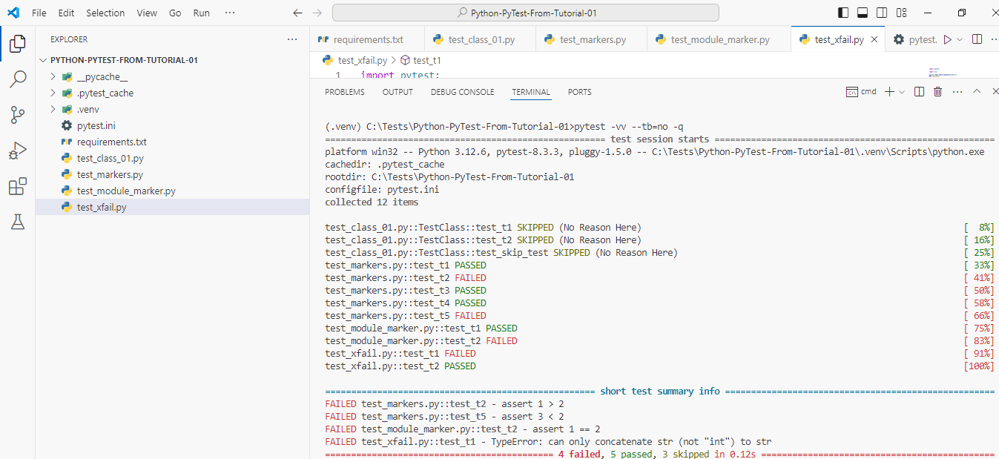 File Edit Selection View Go Run ··· Python-PyTest-From-Tutorial-01
EXPLORER ···
PYTHON-PYTEST-FROM-TUTORIAL-01
__pycache__
.pytest_cache
.venv
pytest.ini
requirements.txt
test_class_01.py
test_markers.py
test_module_marker.py
test_xfail.py
requirements.txt test_class_01.py test_markers.py test_module_marker.py test_xfail.py pytest.
test_xfail.py > test_t1
1 import pytest;
PROBLEMS OUTPUT DEBUG CONSOLE TERMINAL PORTS cmd
(.venv) C:\Tests\Python-PyTest-From-Tutorial-01>pytest -vv --tb=no -q
====================================================== test session starts ======================================================
platform win32 -- Python 3.12.6, pytest-8.3.3, pluggy-1.5.0 -- C:\Tests\Python-PyTest-From-Tutorial-01\.venv\Scripts\python.exe
cachedir: .pytest_cache
rootdir: C:\Tests\Python-PyTest-From-Tutorial-01
configfile: pytest.ini
collected 12 items
test_class_01.py::TestClass::test_t1 SKIPPED (No Reason Here) [  8%]
test_class_01.py::TestClass::test_t2 SKIPPED (No Reason Here) [ 16%]
test_class_01.py::TestClass::test_skip_test SKIPPED (No Reason Here) [ 25%]
test_markers.py::test_t1 PASSED [ 33%]
test_markers.py::test_t2 FAILED [ 41%]
test_markers.py::test_t3 PASSED [ 50%]
test_markers.py::test_t4 PASSED [ 58%]
test_markers.py::test_t5 FAILED [ 66%]
test_module_marker.py::test_t1 PASSED [ 75%]
test_module_marker.py::test_t2 FAILED [ 83%]
test_xfail.py::test_t1 FAILED [ 91%]
test_xfail.py::test_t2 PASSED [100%]
==================================================== short test summary info ====================================================
FAILED test_markers.py::test_t2 - assert 1 > 2
FAILED test_markers.py::test_t5 - assert 3 < 2
FAILED test_module_marker.py::test_t2 - assert 1 == 2
FAILED test_xfail.py::test_t1 - TypeError: can only concatenate str (not "int") to str
============================================ 4 failed, 5 passed, 3 skipped in 0.12s =============================================